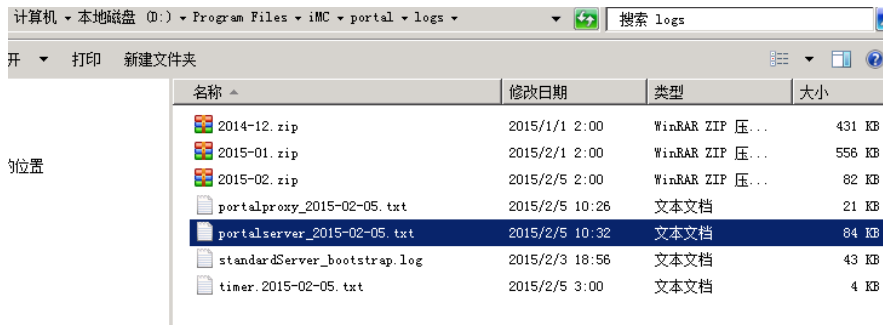 计算机 ▾ 本地磁盘 (D:) ▾ Program Files ▾ iMC ▾ portal ▾ logs ▾ 搜索 logs
开 ▾ 打印 新建文件夹
名称 修改日期 类型 大小
2014-12.zip 2015/1/1 2:00 WinRAR ZIP 压... 431 KB
2015-01.zip 2015/2/1 2:00 WinRAR ZIP 压... 556 KB
的位置
2015-02.zip 2015/2/5 2:00 WinRAR ZIP 压... 82 KB
portalproxy_2015-02-05.txt 2015/2/5 10:26 文本文档 21 KB
portalserver_2015-02-05.txt 2015/2/5 10:32 文本文档 84 KB
standardServer_bootstrap.log 2015/2/3 18:56 文本文档 43 KB
timer.2015-02-05.txt 2015/2/5 3:00 文本文档 4 KB